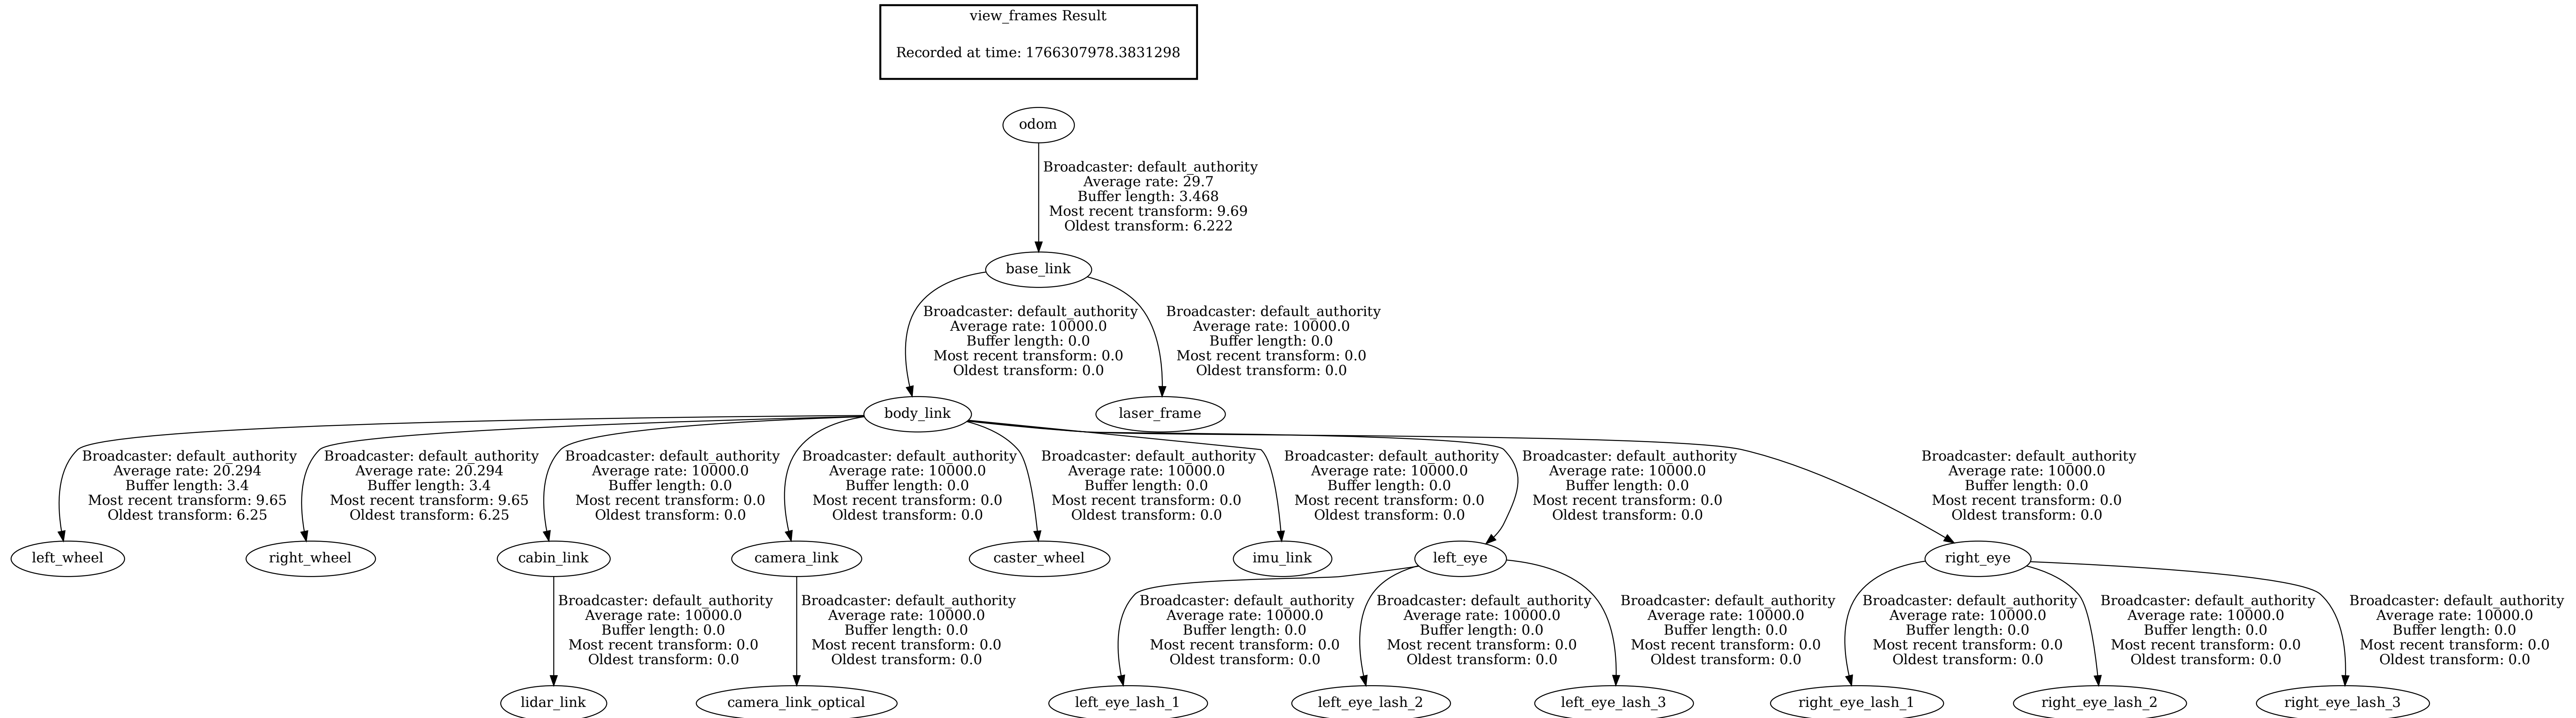 view_frames Result
Recorded at time: 1766307978.3831298
odom
Broadcaster: default_authority
Average rate: 29.7
Buffer length: 3.468
Most recent transform: 9.69
Oldest transform: 6.222
base_link
Broadcaster: default_authority
Average rate: 10000.0
Buffer length: 0.0
Most recent transform: 0.0
Oldest transform: 0.0
Broadcaster: default_authority
Average rate: 10000.0
Buffer length: 0.0
Most recent transform: 0.0
Oldest transform: 0.0
body_link
laser_frame
Broadcaster: default_authority
Average rate: 20.294
Buffer length: 3.4
Most recent transform: 9.65
Oldest transform: 6.25
Broadcaster: default_authority
Average rate: 20.294
Buffer length: 3.4
Most recent transform: 9.65
Oldest transform: 6.25
Broadcaster: default_authority
Average rate: 10000.0
Buffer length: 0.0
Most recent transform: 0.0
Oldest transform: 0.0
Broadcaster: default_authority
Average rate: 10000.0
Buffer length: 0.0
Most recent transform: 0.0
Oldest transform: 0.0
Broadcaster: default_authority
Average rate: 10000.0
Buffer length: 0.0
Most recent transform: 0.0
Oldest transform: 0.0
Broadcaster: default_authority
Average rate: 10000.0
Buffer length: 0.0
Most recent transform: 0.0
Oldest transform: 0.0
Broadcaster: default_authority
Average rate: 10000.0
Buffer length: 0.0
Most recent transform: 0.0
Oldest transform: 0.0
Broadcaster: default_authority
Average rate: 10000.0
Buffer length: 0.0
Most recent transform: 0.0
Oldest transform: 0.0
left_wheel
right_wheel
cabin_link
camera_link
caster_wheel
imu_link
left_eye
right_eye
Broadcaster: default_authority
Average rate: 10000.0
Buffer length: 0.0
Most recent transform: 0.0
Oldest transform: 0.0
Broadcaster: default_authority
Average rate: 10000.0
Buffer length: 0.0
Most recent transform: 0.0
Oldest transform: 0.0
Broadcaster: default_authority
Average rate: 10000.0
Buffer length: 0.0
Most recent transform: 0.0
Oldest transform: 0.0
Broadcaster: default_authority
Average rate: 10000.0
Buffer length: 0.0
Most recent transform: 0.0
Oldest transform: 0.0
Broadcaster: default_authority
Average rate: 10000.0
Buffer length: 0.0
Most recent transform: 0.0
Oldest transform: 0.0
Broadcaster: default_authority
Average rate: 10000.0
Buffer length: 0.0
Most recent transform: 0.0
Oldest transform: 0.0
Broadcaster: default_authority
Average rate: 10000.0
Buffer length: 0.0
Most recent transform: 0.0
Oldest transform: 0.0
Broadcaster: default_authority
Average rate: 10000.0
Buffer length: 0.0
Most recent transform: 0.0
Oldest transform: 0.0
lidar_link
camera_link_optical
left_eye_lash_1
left_eye_lash_2
left_eye_lash_3
right_eye_lash_1
right_eye_lash_2
right_eye_lash_3